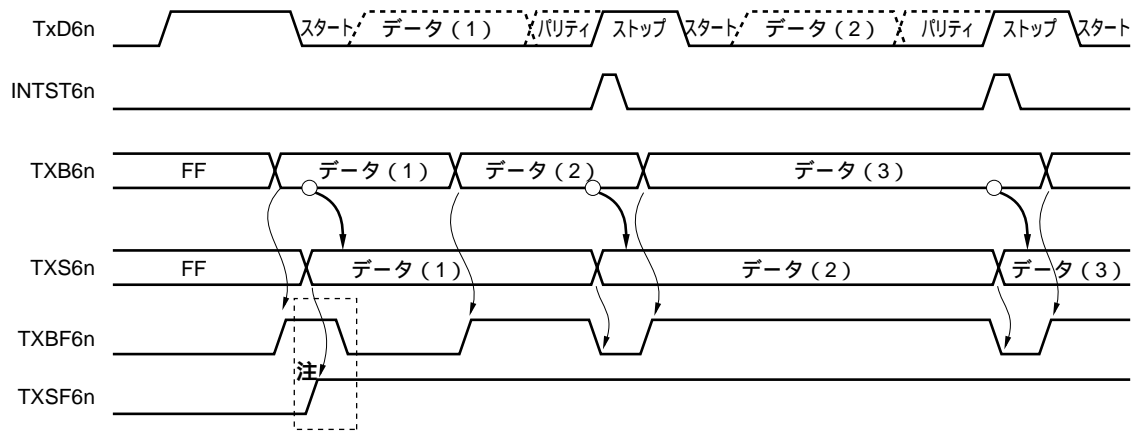 TxD6n スタート データ（1） パリティ ストップ スタート データ（2） パリティ ストップ スタート
INTST6n
TXB6n FF データ（1） データ（2） データ（3）
TXS6n FF データ（1） データ（2） データ（3）
TXBF6n
注
TXSF6n